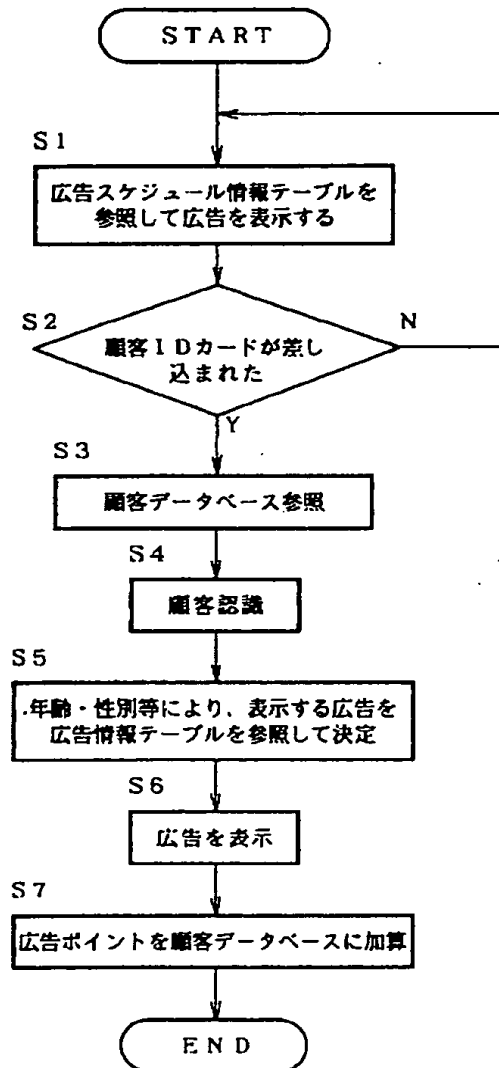 START
S1
広告スケジュール情報テーブルを
参照して広告を表示する
S2
N
顧客IDカードが差し
込まれた
Y
S3
顧客データベース参照
S4
顧客認識
S5
年齢・性別等により、表示する広告を
広告情報テーブルを参照して決定
S6
広告を表示
S7
広告ポイントを顧客データベースに加算
END